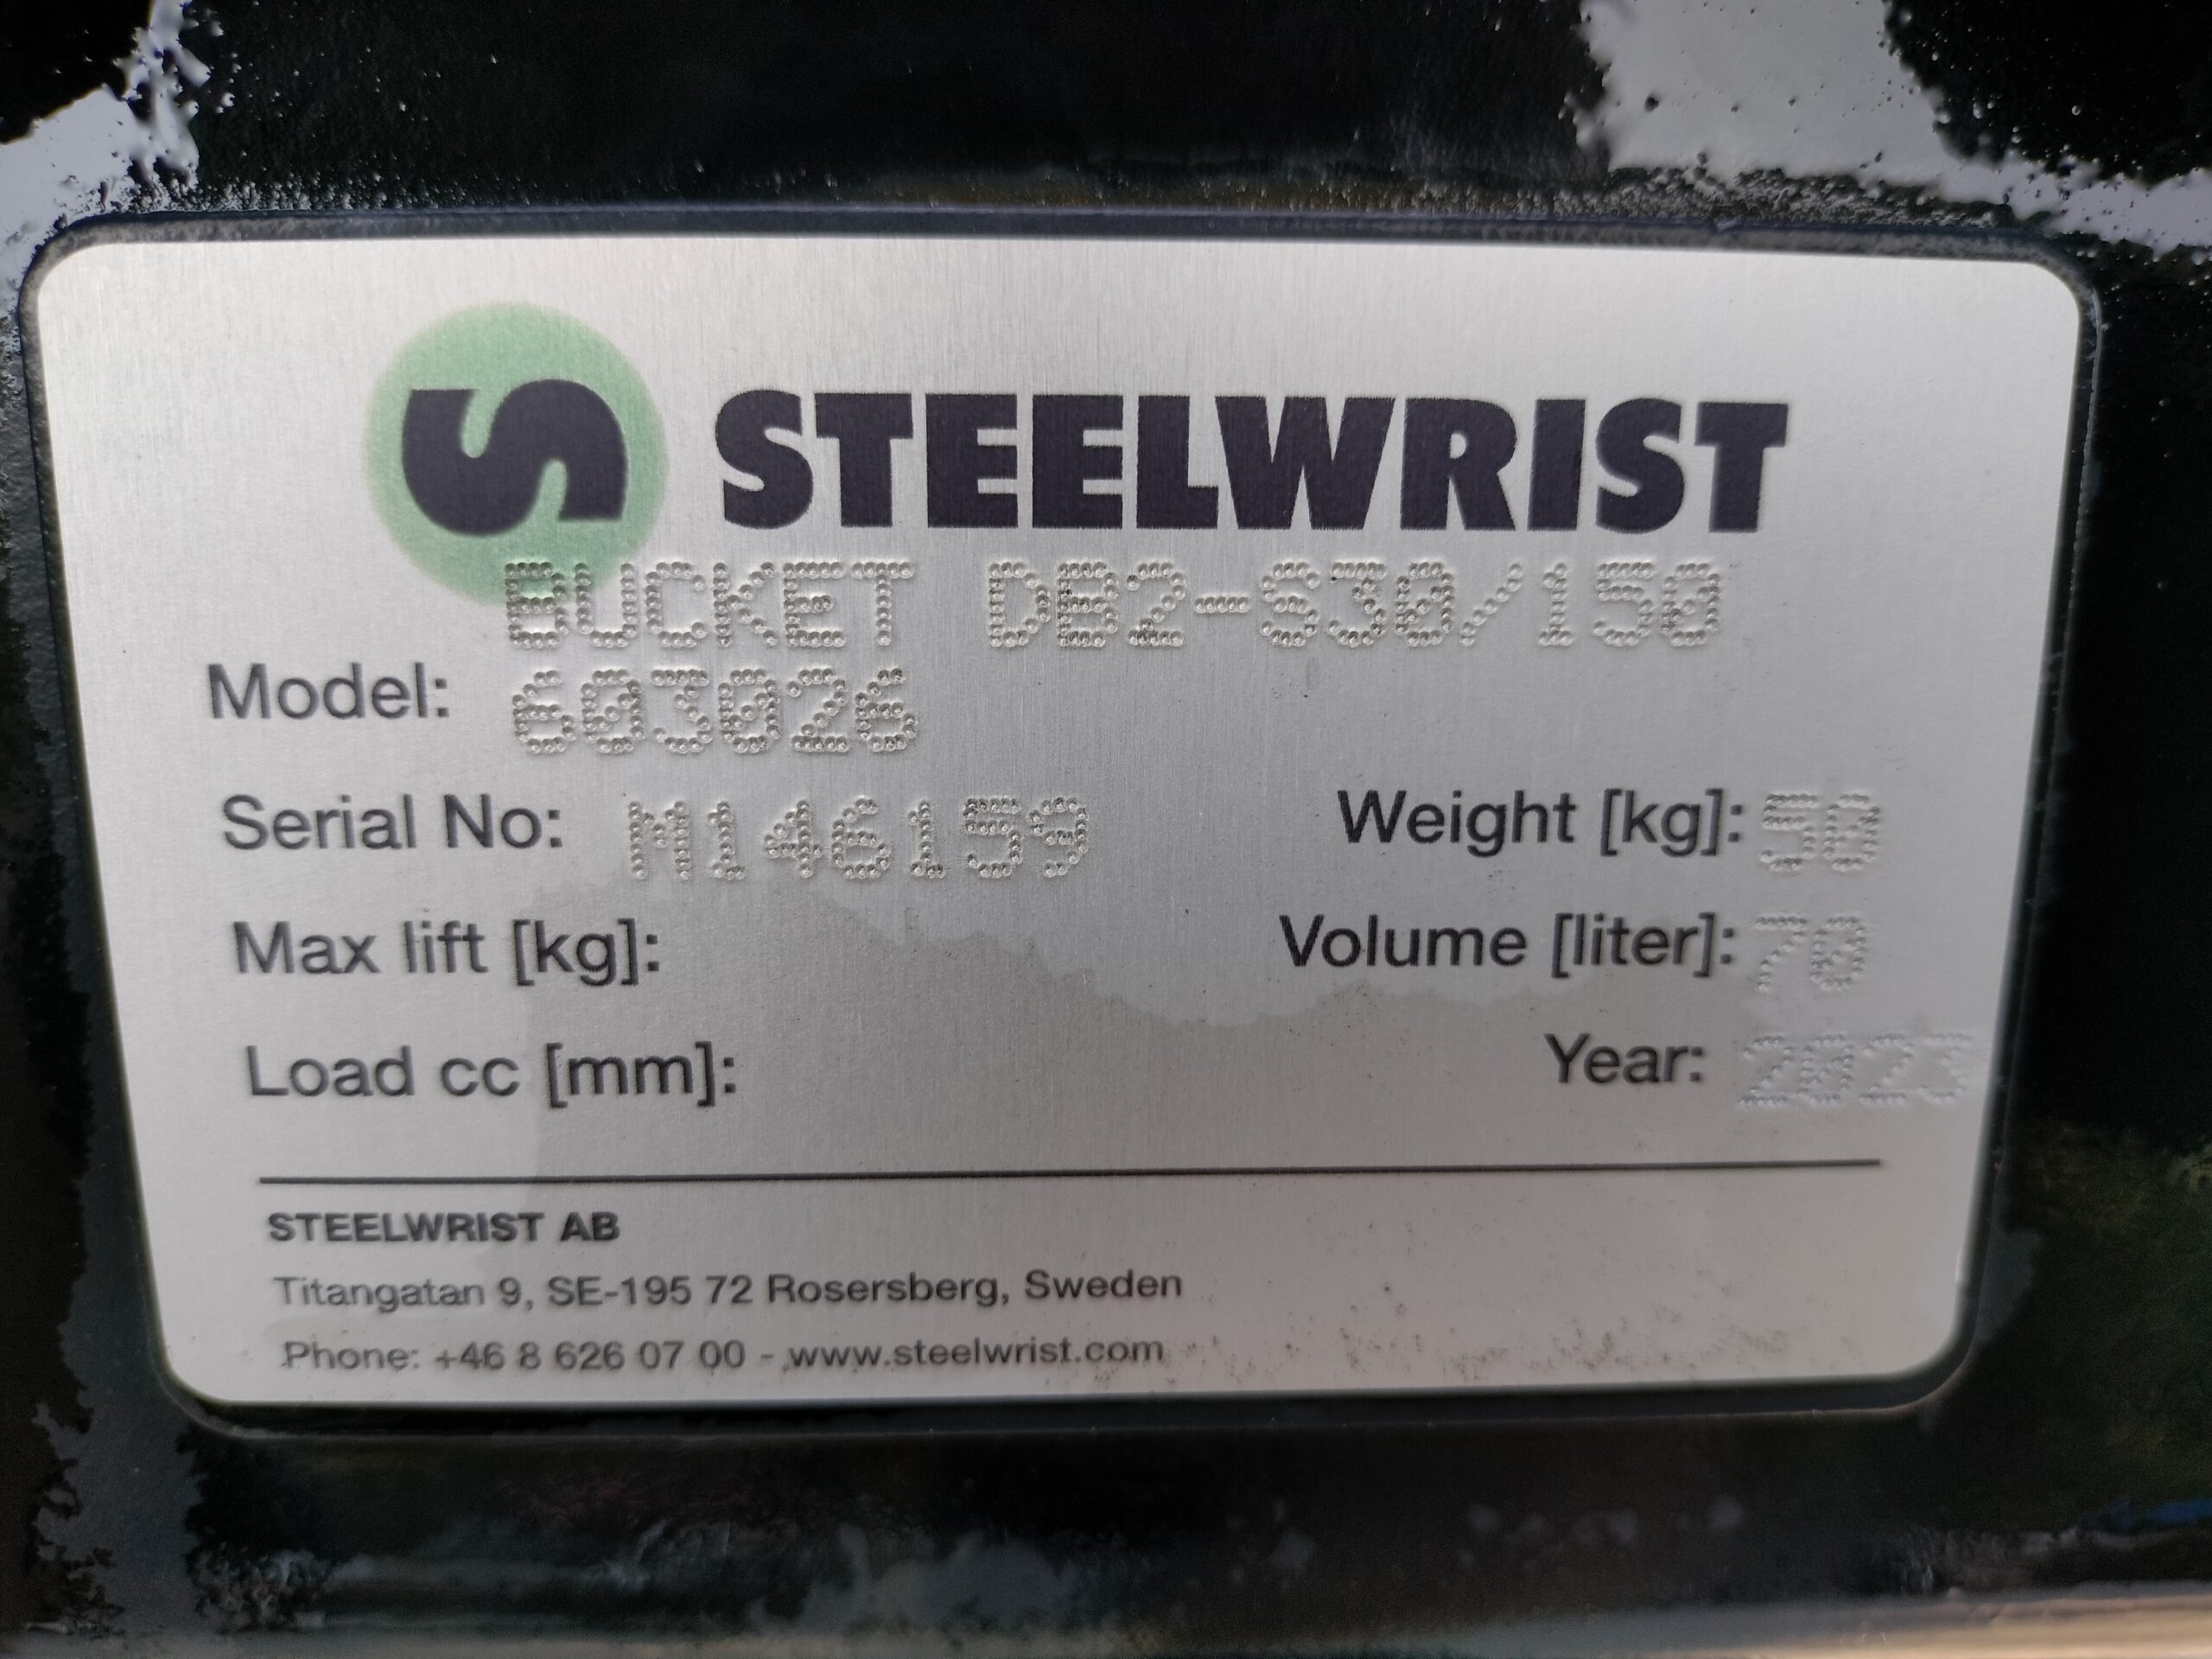 STEELWRIST
BUCKET DB2-S30/150
Model: 603026
Serial No: M146159 Weight [kg]: 50
Max lift [kg]: Volume [liter]: 70
Load cc [mm]: Year: 2023
STEELWRIST AB
Titangatan 9, SE-195 72 Rosersberg, Sweden
Phone: +46 8 626 07 00 - www.steelwrist.com